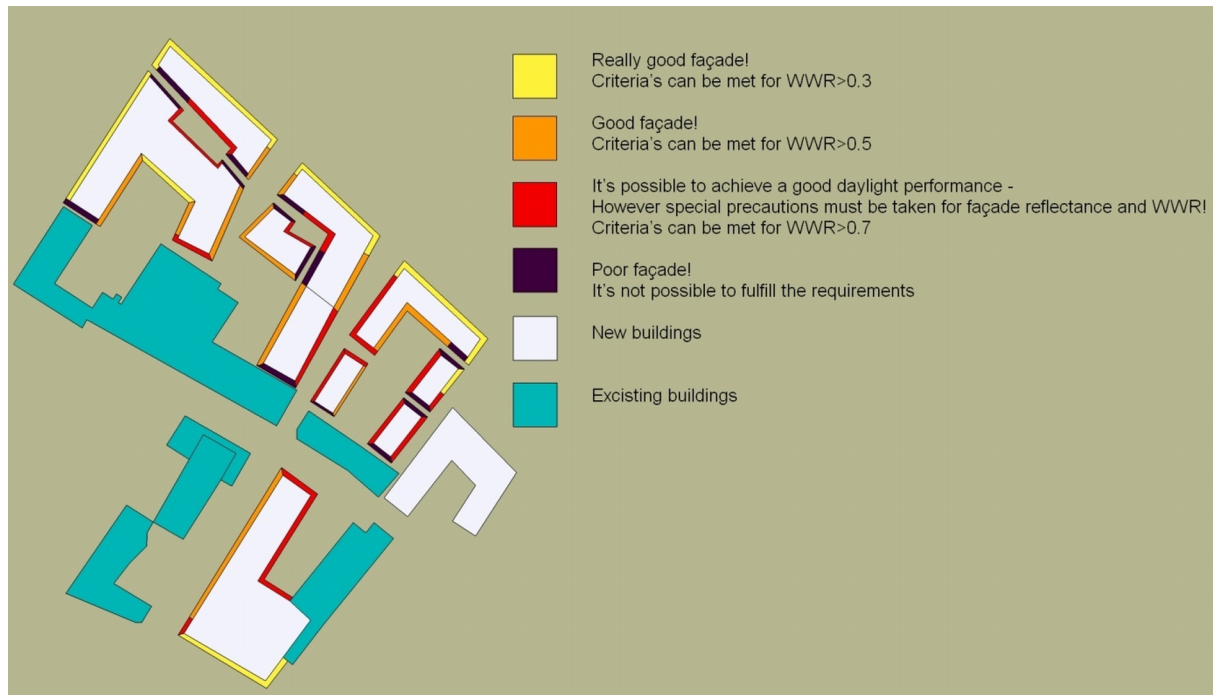 Really good façade!
Criteria's can be met for WWR>0.3
Good façade!
Criteria's can be met for WWR>0.5
It's possible to achieve a good daylight performance -
However special precautions must be taken for façade reflectance and WWR!
Criteria's can be met for WWR>0.7
Poor façade!
It's not possible to fulfill the requirements
New buildings
Excisting buildings